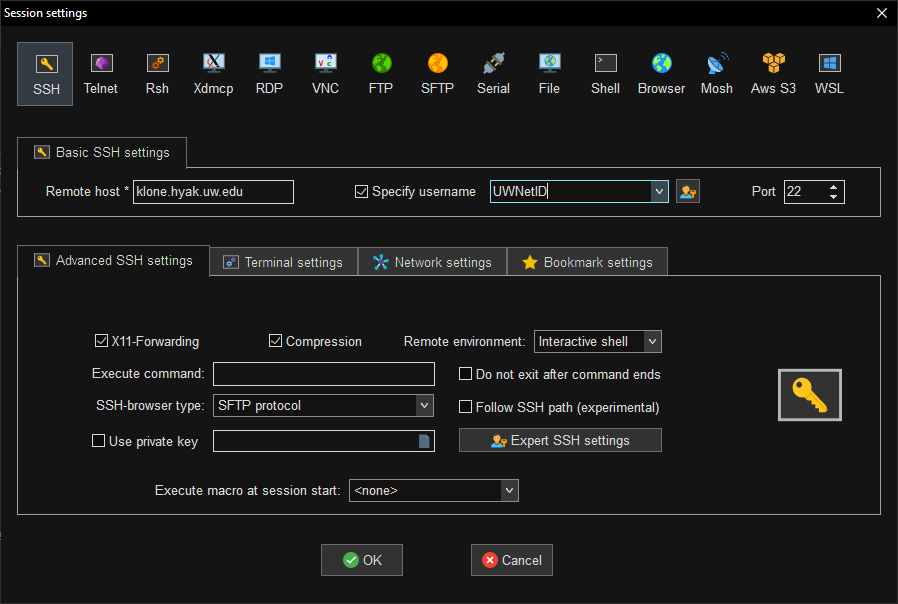 Session settings
SSH Telnet Rsh Xdmcp RDP VNC FTP SFTP Serial File Shell Browser Mosh Aws S3 WSL
Basic SSH settings
Remote host * klone.hyak.uw.edu Specify username UWNetID Port 22
Advanced SSH settings Terminal settings Network settings Bookmark settings
X11-Forwarding Compression Remote environment: Interactive shell
Execute command: Do not exit after command ends
SSH-browser type: SFTP protocol Follow SSH path (experimental)
Use private key Expert SSH settings
Execute macro at session start: <none>
OK Cancel